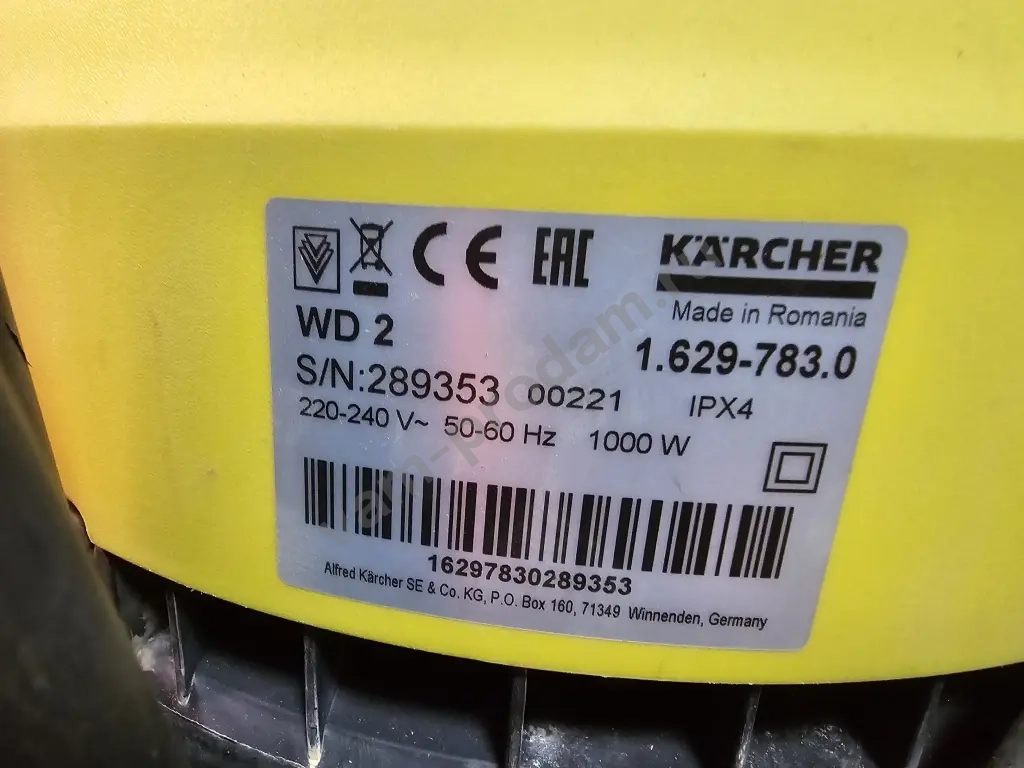 CE EAC KÄRCHER
Made in Romania
WD 2
1.629-783.0
S/N:289353 00221 IPX4
220-240 V~ 50-60 Hz 1000 W
16297830289353
Alfred Kärcher SE & Co. KG, P.O. Box 160, 71349 Winnenden, Germany